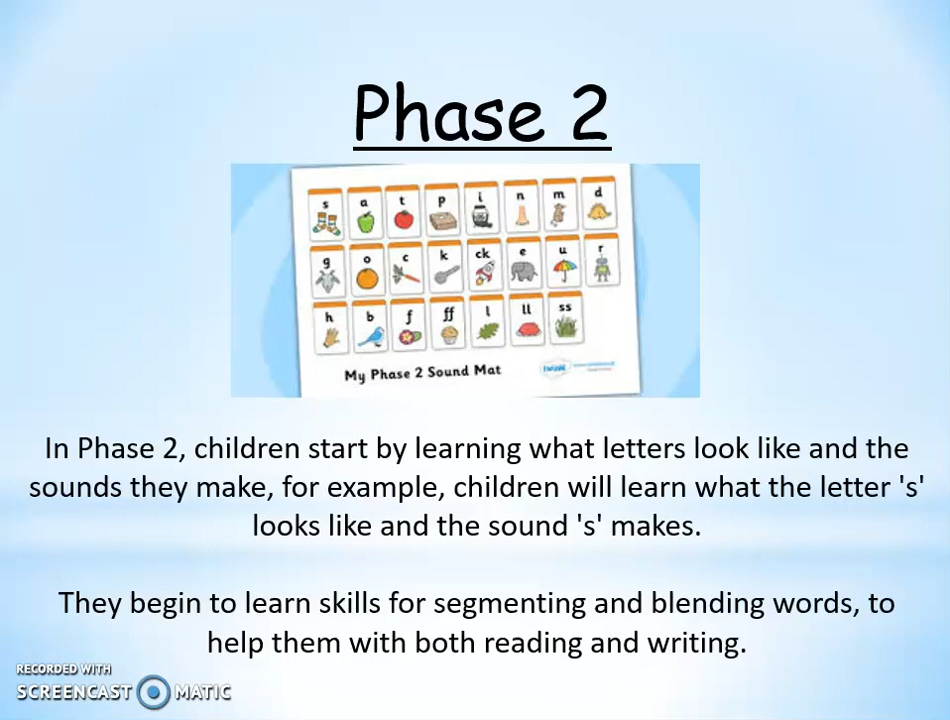 Phase 2
s a t p i n m d
g o c k ck e u r
h b f ff l ll ss
My Phase 2 Sound Mat
twinkl
In Phase 2, children start by learning what letters look like and the
sounds they make, for example, children will learn what the letter 's'
looks like and the sound 's' makes.
They begin to learn skills for segmenting and blending words, to
help them with both reading and writing.
RECORDED WITH
SCREENCAST MATIC